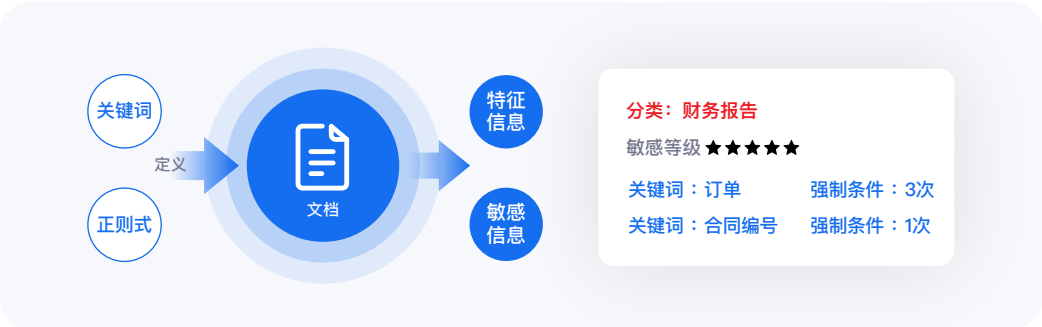 关键词
定义
正则式
文档
特征
信息
敏感
信息
分类：财务报告
敏感等级★★★★★
关键词：订单 强制条件：3次
关键词：合同编号 强制条件：1次